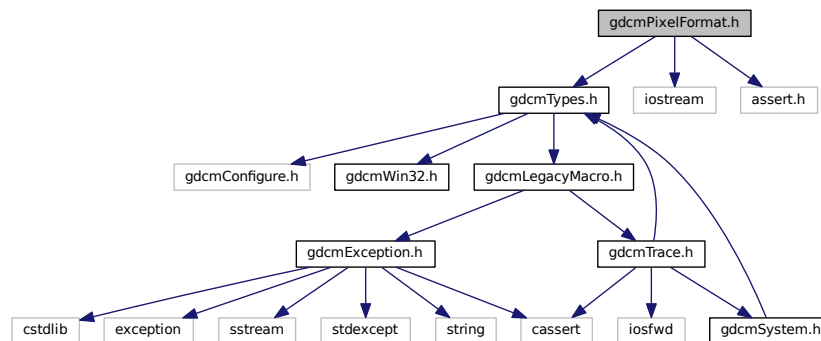 gdcmPixelFormat.h
gdcmTypes.h
iostream
assert.h
gdcmConfigure.h
gdcmWin32.h
gdcmLegacyMacro.h
gdcmException.h
gdcmTrace.h
cstdlib
exception
sstream
stdexcept
string
cassert
iosfwd
gdcmSystem.h